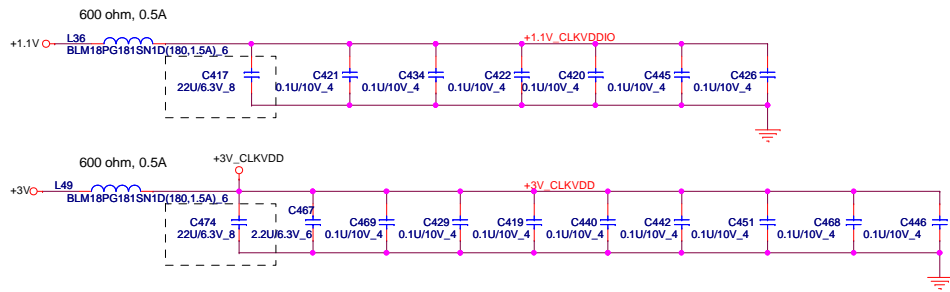 600 ohm, 0.5A
+1.1V
L36
BLM18PG181SN1D(180,1.5A)_6
+1.1V_CLKVDDIO
C417
22U/6.3V_8
C421
0.1U/10V_4
C434
0.1U/10V_4
C422
0.1U/10V_4
C420
0.1U/10V_4
C445
0.1U/10V_4
C426
0.1U/10V_4
600 ohm, 0.5A
+3V_CLKVDD
+3V
L49
BLM18PG181SN1D(180,1.5A)_6
+3V_CLKVDD
C474
22U/6.3V_8
C467
2.2U/6.3V_6
C469
0.1U/10V_4
C429
0.1U/10V_4
C419
0.1U/10V_4
C440
0.1U/10V_4
C442
0.1U/10V_4
C451
0.1U/10V_4
C468
0.1U/10V_4
C446
0.1U/10V_4